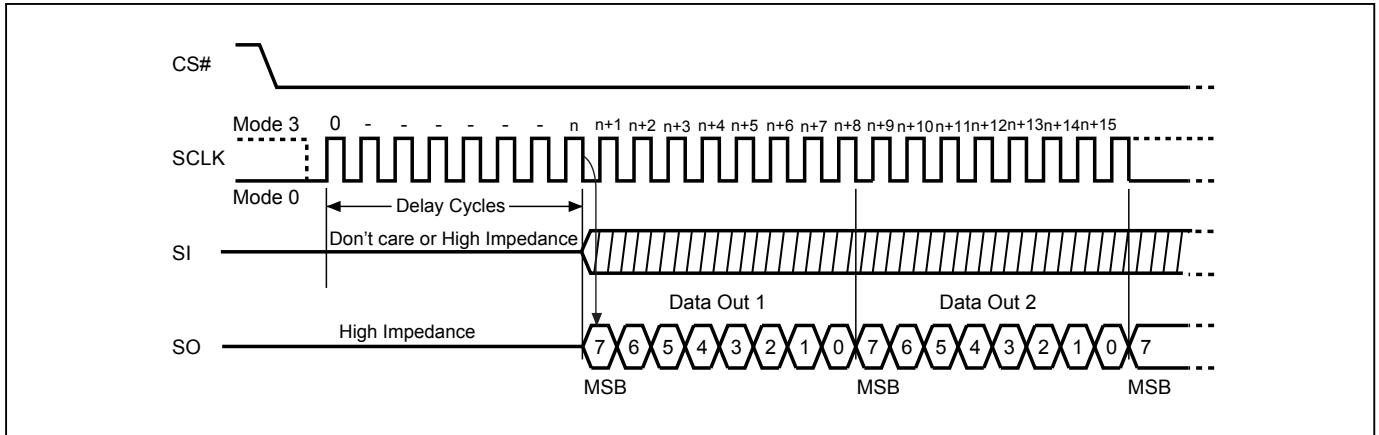 CS#
Mode 3 0 - - - - - - n n+1 n+2 n+3 n+4 n+5 n+6 n+7 n+8 n+9 n+10 n+11 n+12 n+13 n+14 n+15
SCLK
Mode 0
Delay Cycles
Don't care or High Impedance
SI
Data Out 1 Data Out 2
High Impedance
SO 7 6 5 4 3 2 1 0 7 6 5 4 3 2 1 0 7
MSB MSB MSB